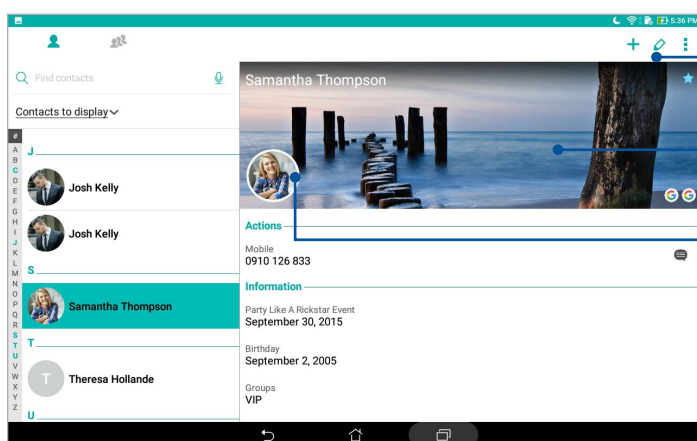 5:36 PM
Find contacts
Contacts to display
#
A
B
C
D
E
F
G
H
I
J
K
L
M
N
O
P
Q
R
S
T
U
V
W
X
Y
Z
J
Josh Kelly
Josh Kelly
S
Samantha Thompson
T
T
Theresa Hollande
U
Samantha Thompson
G G
Actions
Mobile
0910 126 833
Information
Party Like A Rickstar Event
September 30, 2015
Birthday
September 2, 2005
Groups
VIP